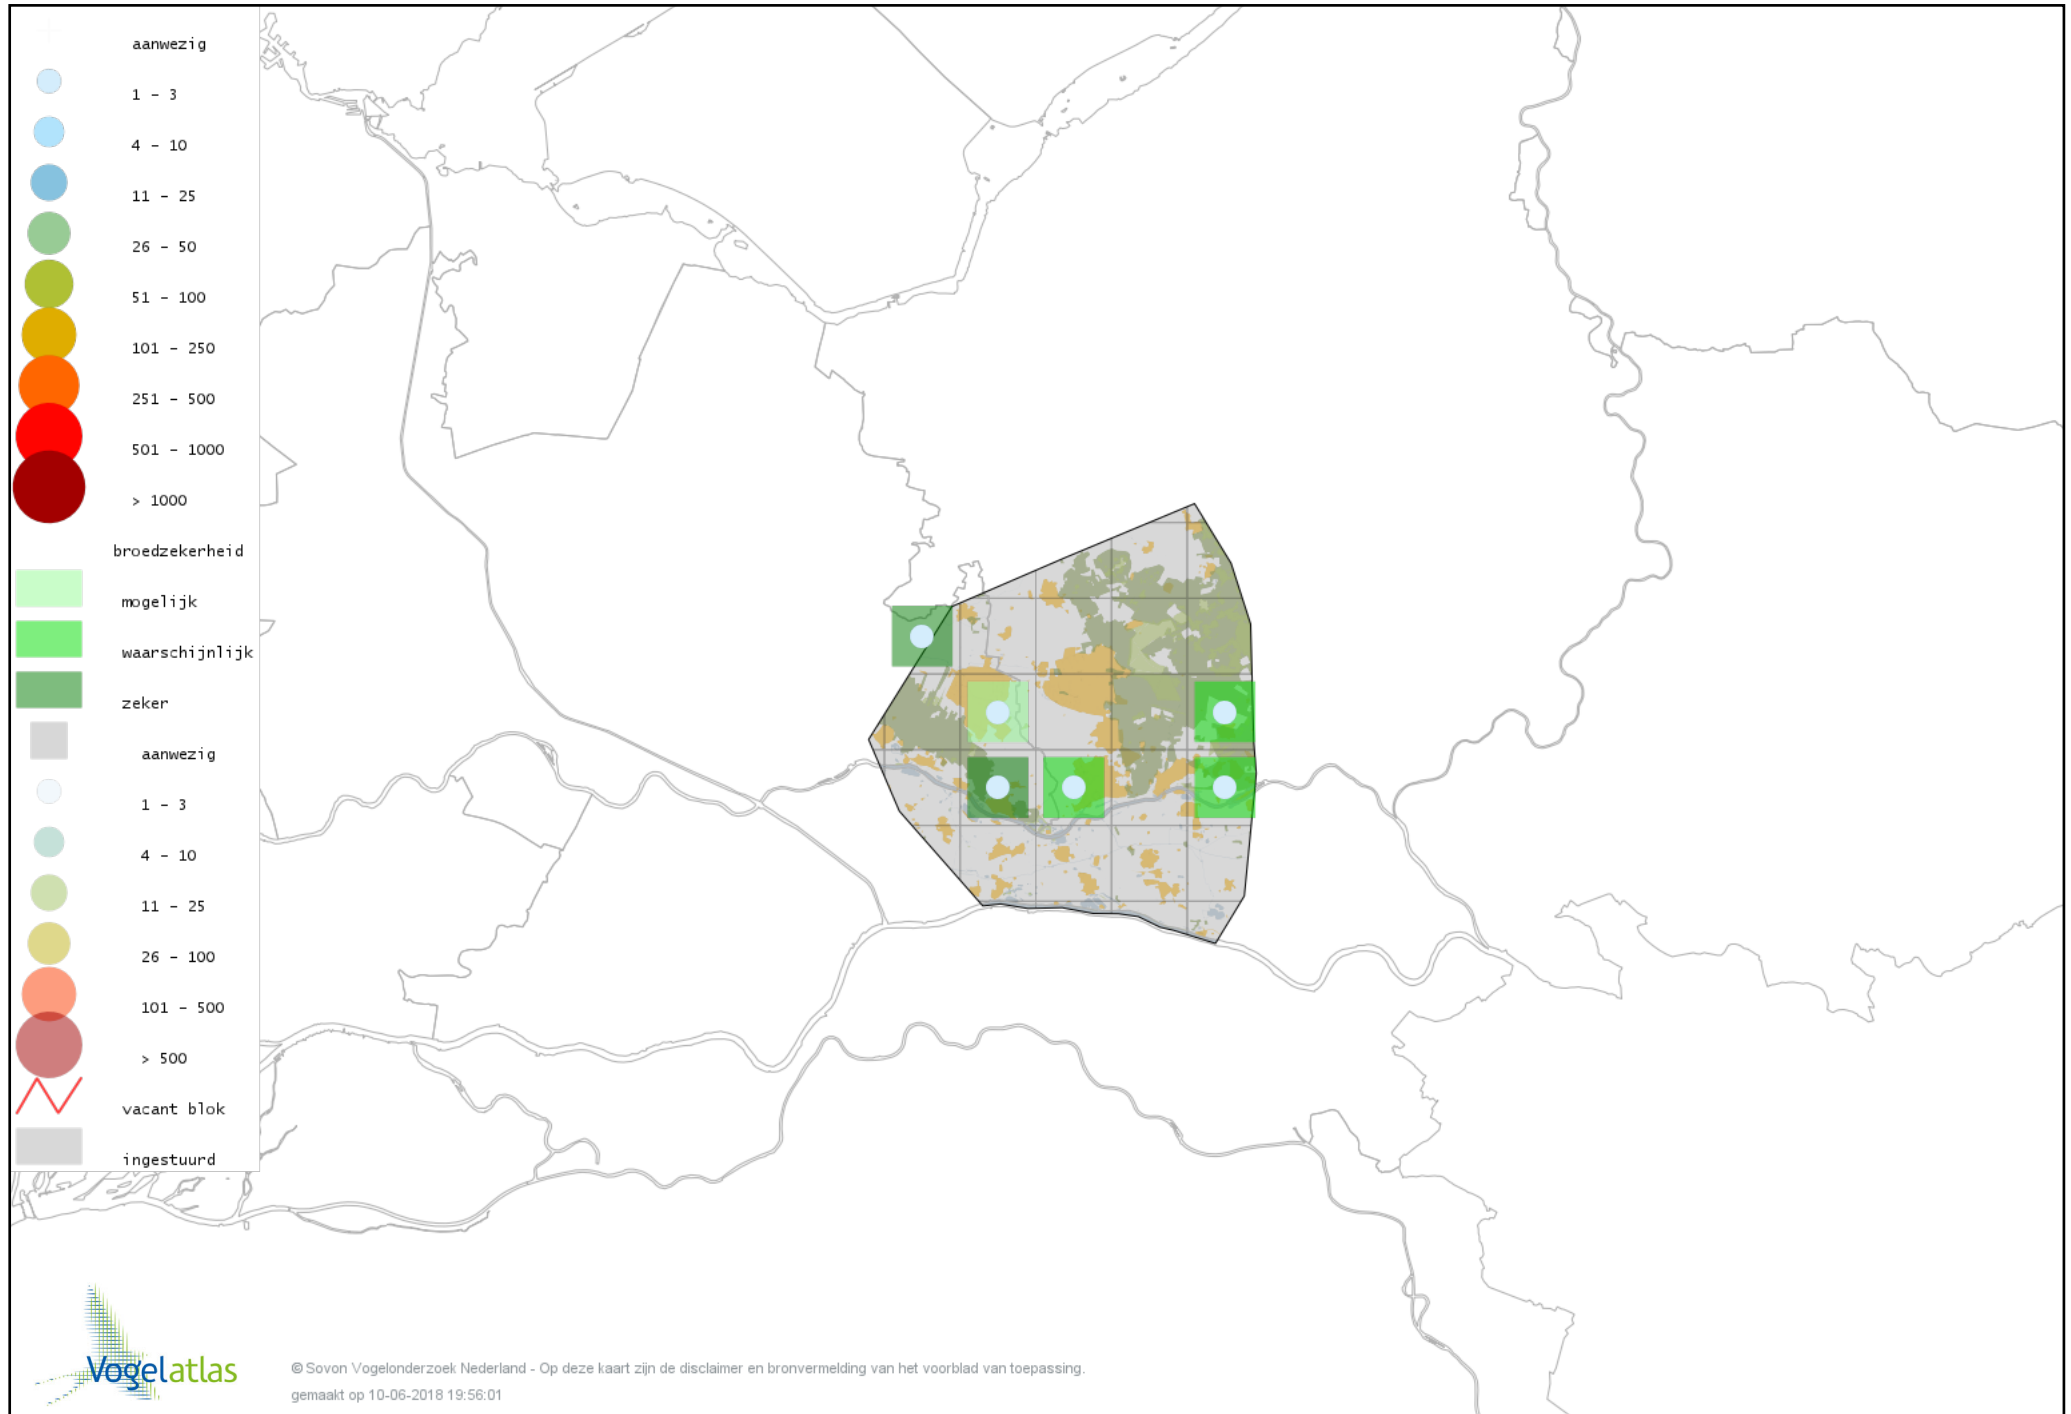 aanwezig
1 - 3
4 - 10
11 - 25
26 - 50
51 - 100
101 - 250
251 - 500
501 - 1000
> 1000
broedzekerheid
mogelijk
waarschijnlijk
zeker
aanwezig
1 - 3
4 - 10
11 - 25
26 - 100
101 - 500
> 500
vacant blok
ingestuurd
Vogelatlas
© Sovon Vogelonderzoek Nederland - Op deze kaart zijn de disclaimer en bronvermelding van het voorblad van toepassing.
gemaakt op 10-06-2018 19:56:01